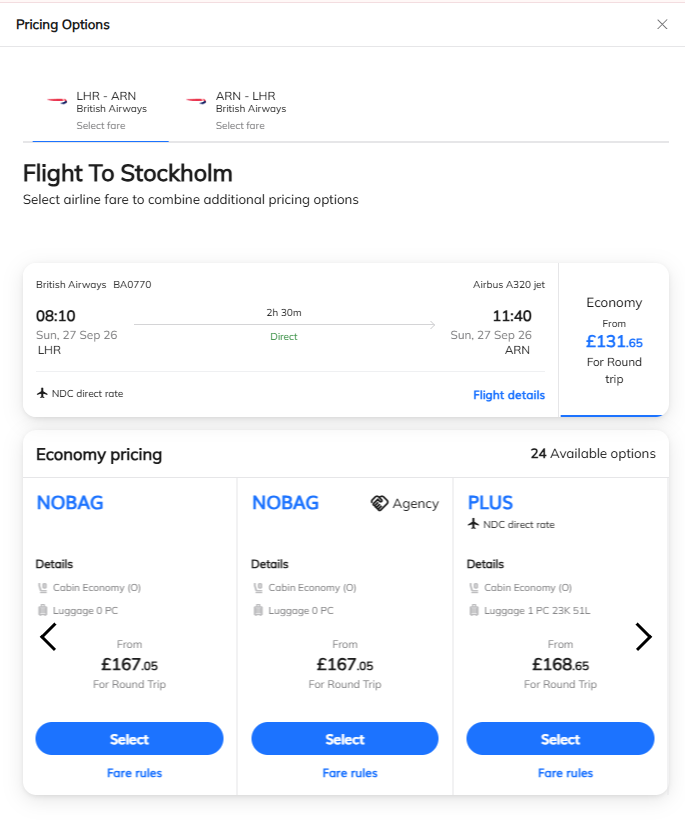 Pricing Options
LHR - ARN
British Airways
Select fare
ARN - LHR
British Airways
Select fare
Flight To Stockholm
Select airline fare to combine additional pricing options
British Airways BA0770
Airbus A320 jet
08:10
2h 30m
11:40
Sun, 27 Sep 26
Direct
Sun, 27 Sep 26
LHR
ARN
NDC direct rate
Flight details
Economy
From
£131.65
For Round
trip
Economy pricing
24 Available options
NOBAG
Details
Cabin Economy (O)
Luggage 0 PC
From
£167.05
For Round Trip
Select
Fare rules
NOBAG
Agency
Details
Cabin Economy (O)
Luggage 0 PC
From
£167.05
For Round Trip
Select
Fare rules
PLUS
NDC direct rate
Details
Cabin Economy (O)
Luggage 1 PC 23K 51L
From
£168.65
For Round Trip
Select
Fare rules